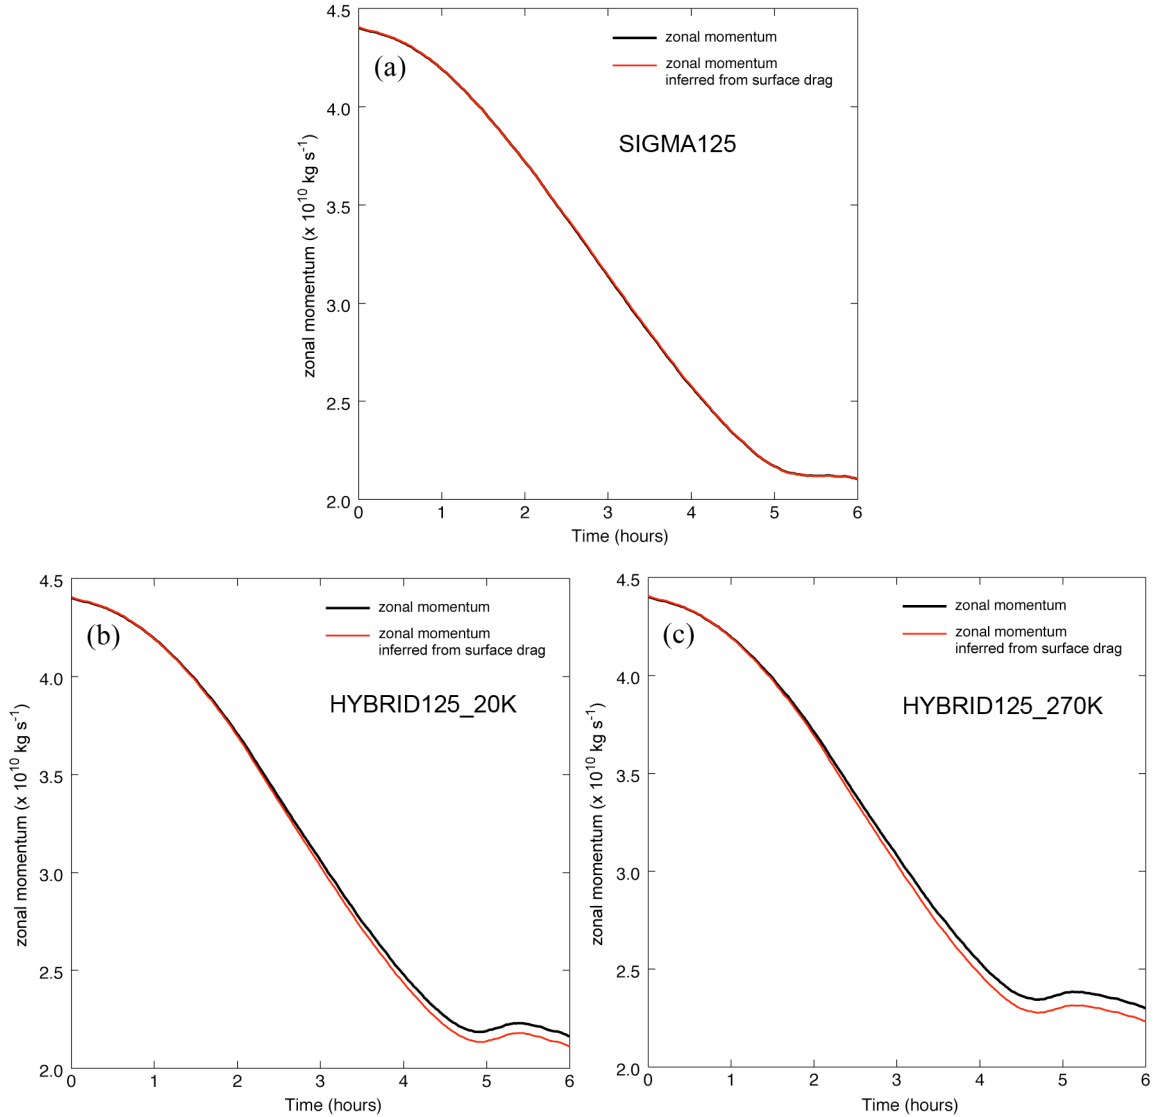 4.5
4.0
3.5
3.0
2.5
2.0
zonal momentum (x 10¹⁰ kg s⁻¹)
(a)
zonal momentum
zonal momentum
inferred from surface drag
SIGMA125
0 1 2 3 4 5 6
Time (hours)
4.5
4.0
3.5
3.0
2.5
2.0
zonal momentum (x 10¹⁰ kg s⁻¹)
(b)
zonal momentum
zonal momentum
inferred from surface drag
HYBRID125_20K
0 1 2 3 4 5 6
Time (hours)
4.5
4.0
3.5
3.0
2.5
2.0
zonal momentum (x 10¹⁰ kg s⁻¹)
(c)
zonal momentum
zonal momentum
inferred from surface drag
HYBRID125_270K
0 1 2 3 4 5 6
Time (hours)